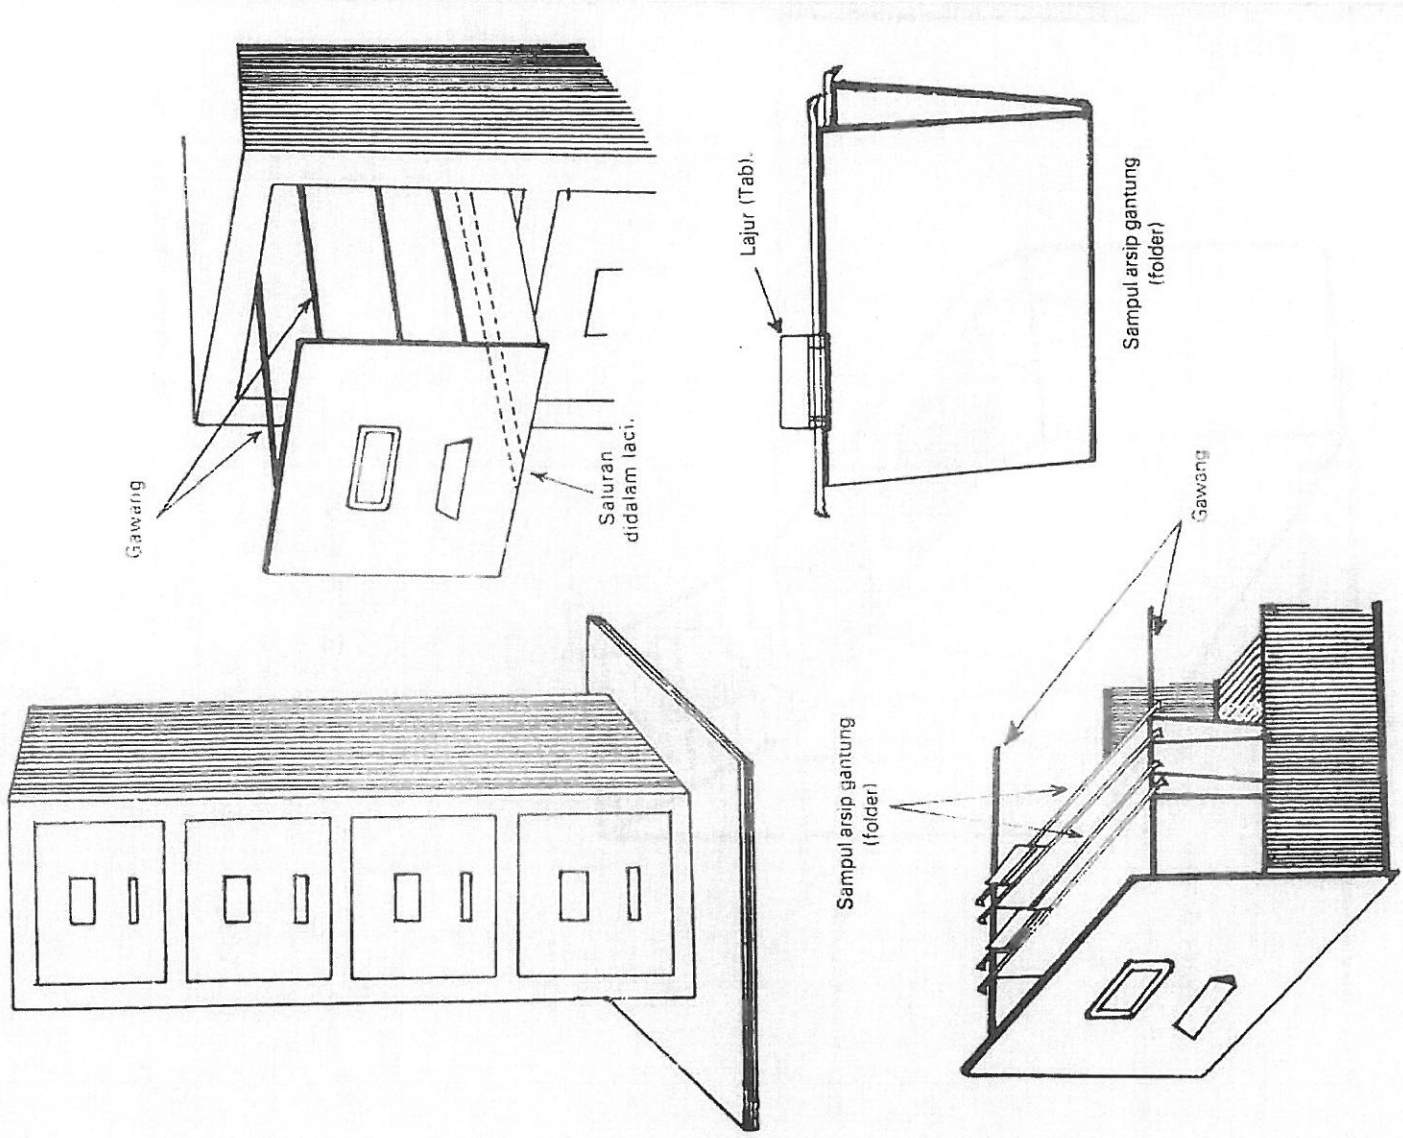 Gawang
Saluran
didalam laci.
Lajur (Tab).
Sampul arsip gantung
(folder)
Sampul arsip gantung
(folder)
Gawang